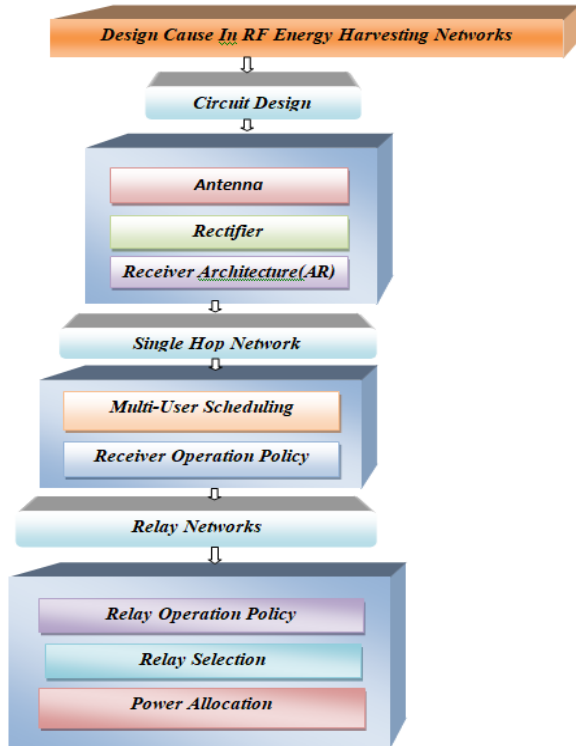 Design Cause In RF Energy Harvesting Networks
Circuit Design
Antenna
Rectifier
Receiver Architecture(AR)
Single Hop Network
Multi-User Scheduling
Receiver Operation Policy
Relay Networks
Relay Operation Policy
Relay Selection
Power Allocation